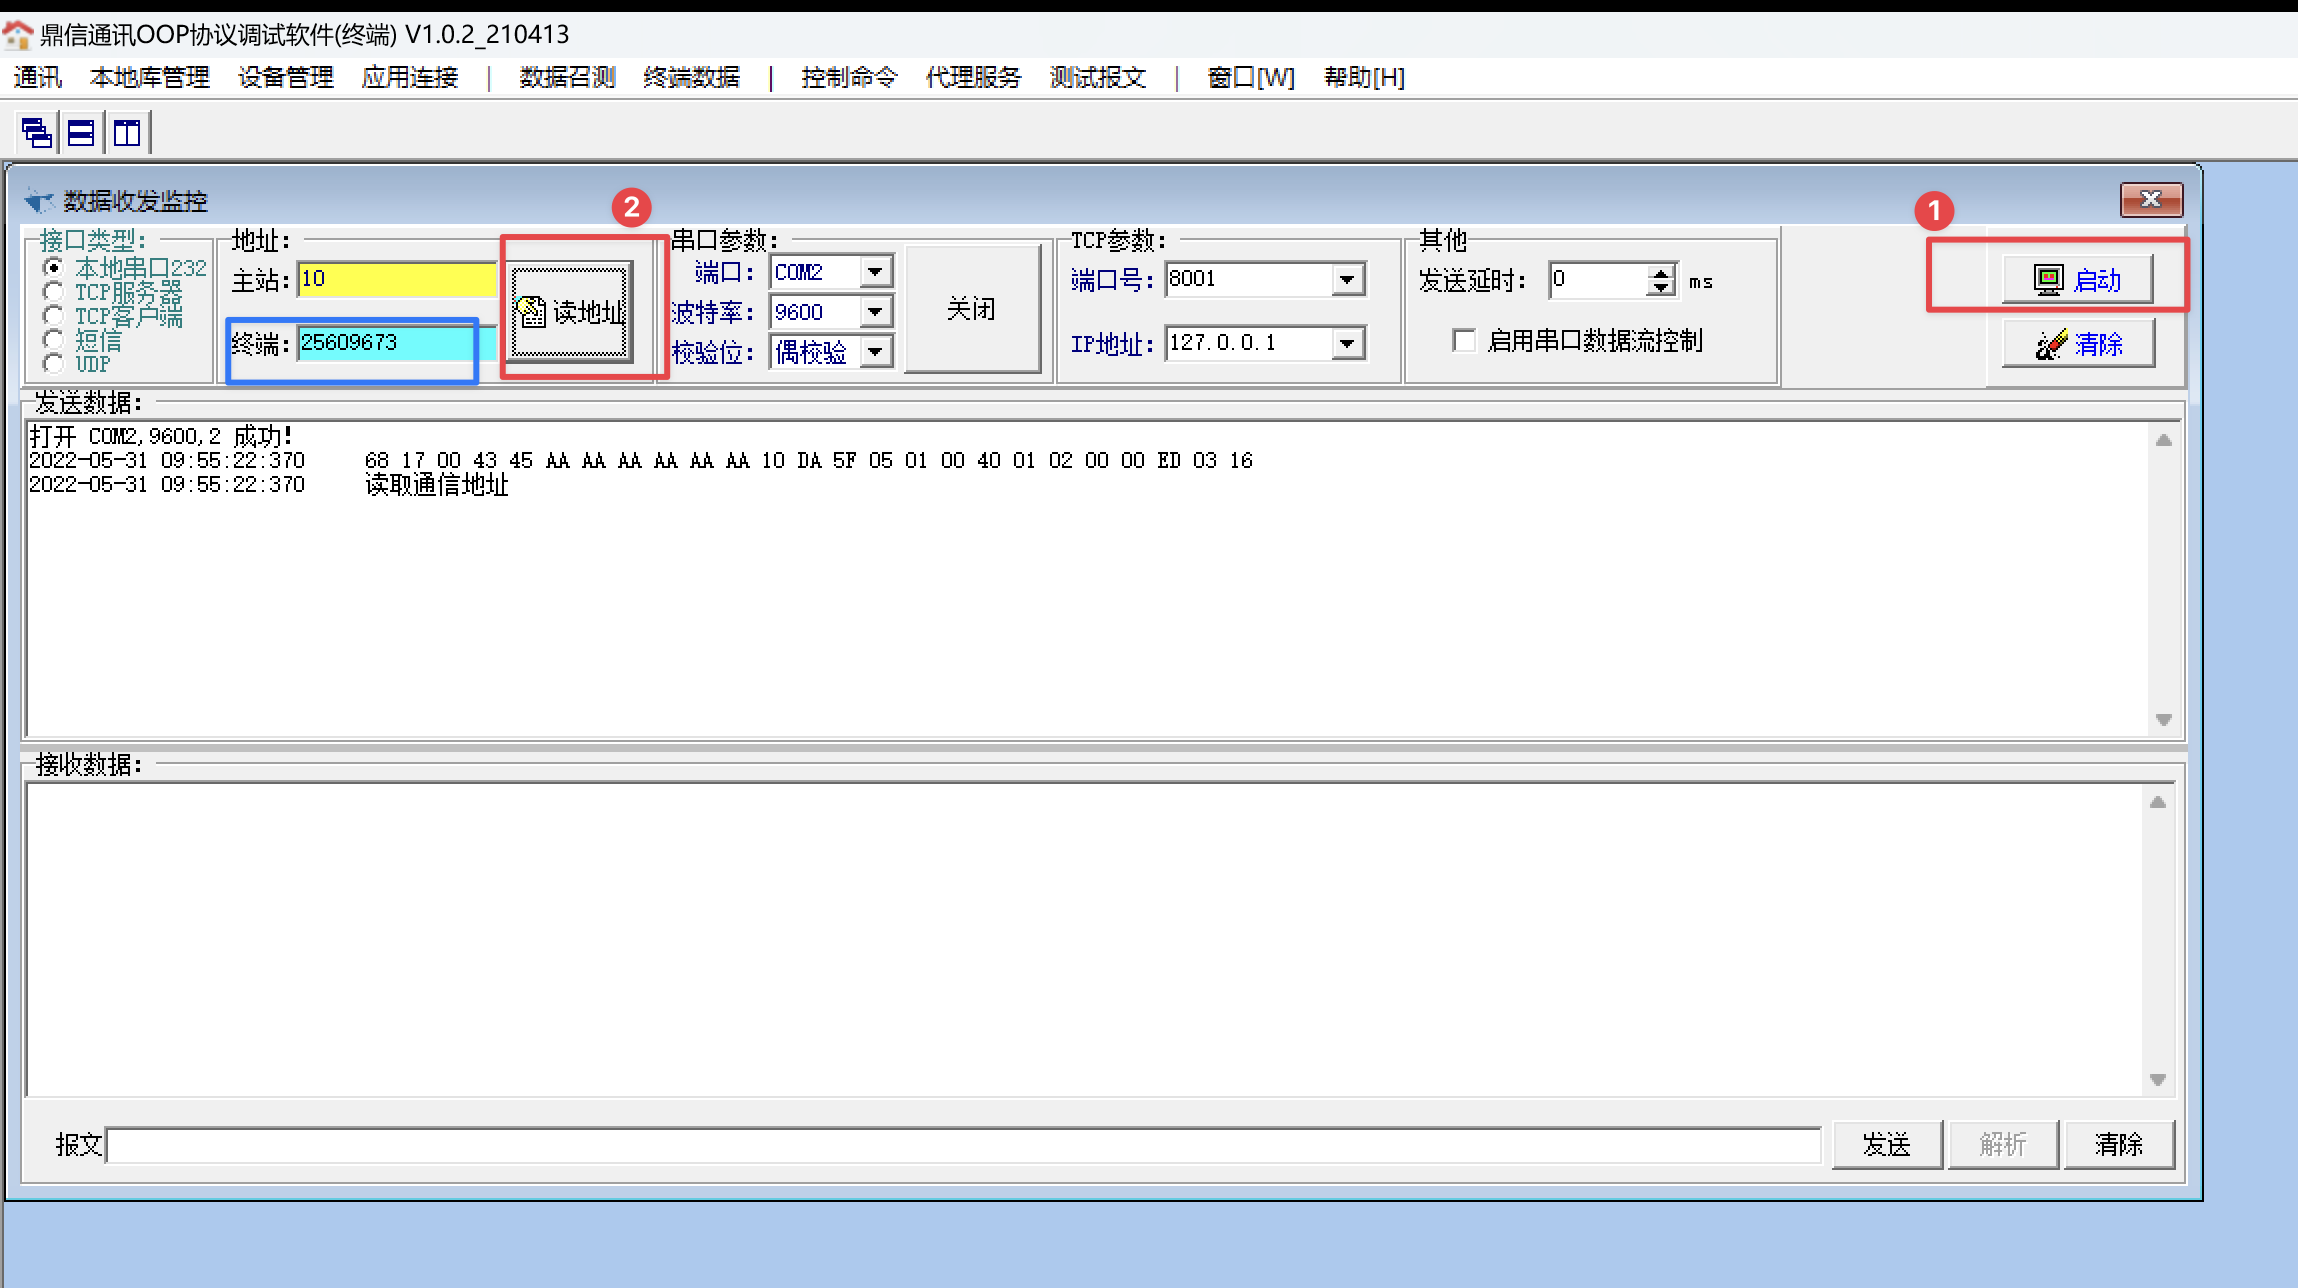 鼎信通讯OOP协议调试软件(终端) V1.0.2_210413
通讯 本地库管理 设备管理 应用连接 | 数据召测 终端数据 | 控制命令 代理服务 测试报文 | 窗口[W] 帮助[H]
数据收发监控
2
1
接口类型:
本地串口232
TCP服务器
TCP客户端
短信
UDP
地址:
主站: 10
终端: 25609673
读地址
串口参数:
端口: COM2
波特率: 9600
校验位: 偶校验
关闭
TCP参数:
端口号: 8001
IP地址: 127.0.0.1
其他
发送延时: 0 ms
启用串口数据流控制
启动
清除
发送数据:
打开 COM2,9600,2 成功!
2022-05-31 09:55:22:370 68 17 00 43 45 AA AA AA AA AA AA 10 DA 5F 05 01 00 40 01 02 00 00 ED 03 16
2022-05-31 09:55:22:370 读取通信地址
接收数据:
报文
发送 解析 清除